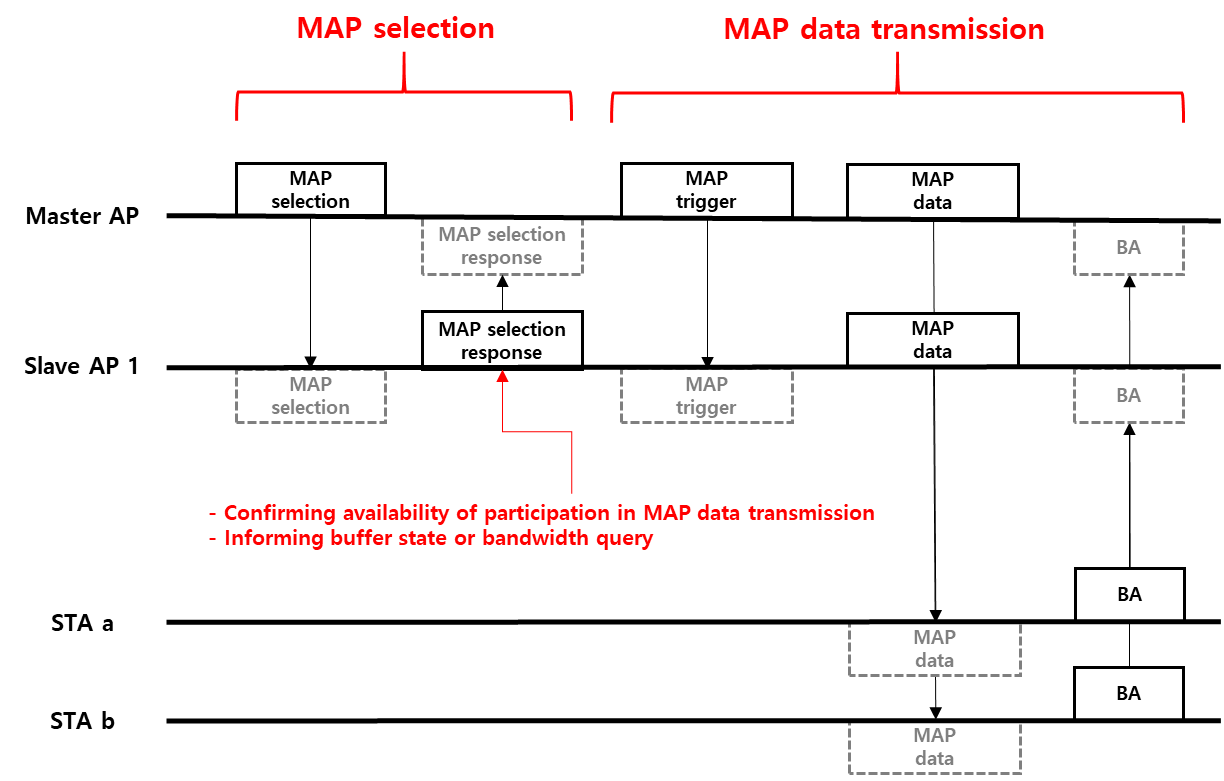 MAP selection
MAP data transmission
MAP
selection
MAP
trigger
MAP
data
Master AP
MAP selection
response
BA
MAP selection
response
MAP
data
Slave AP 1
MAP
selection
MAP
trigger
BA
- Confirming availability of participation in MAP data transmission
- Informing buffer state or bandwidth query
BA
STA a
MAP
data
BA
STA b
MAP
data